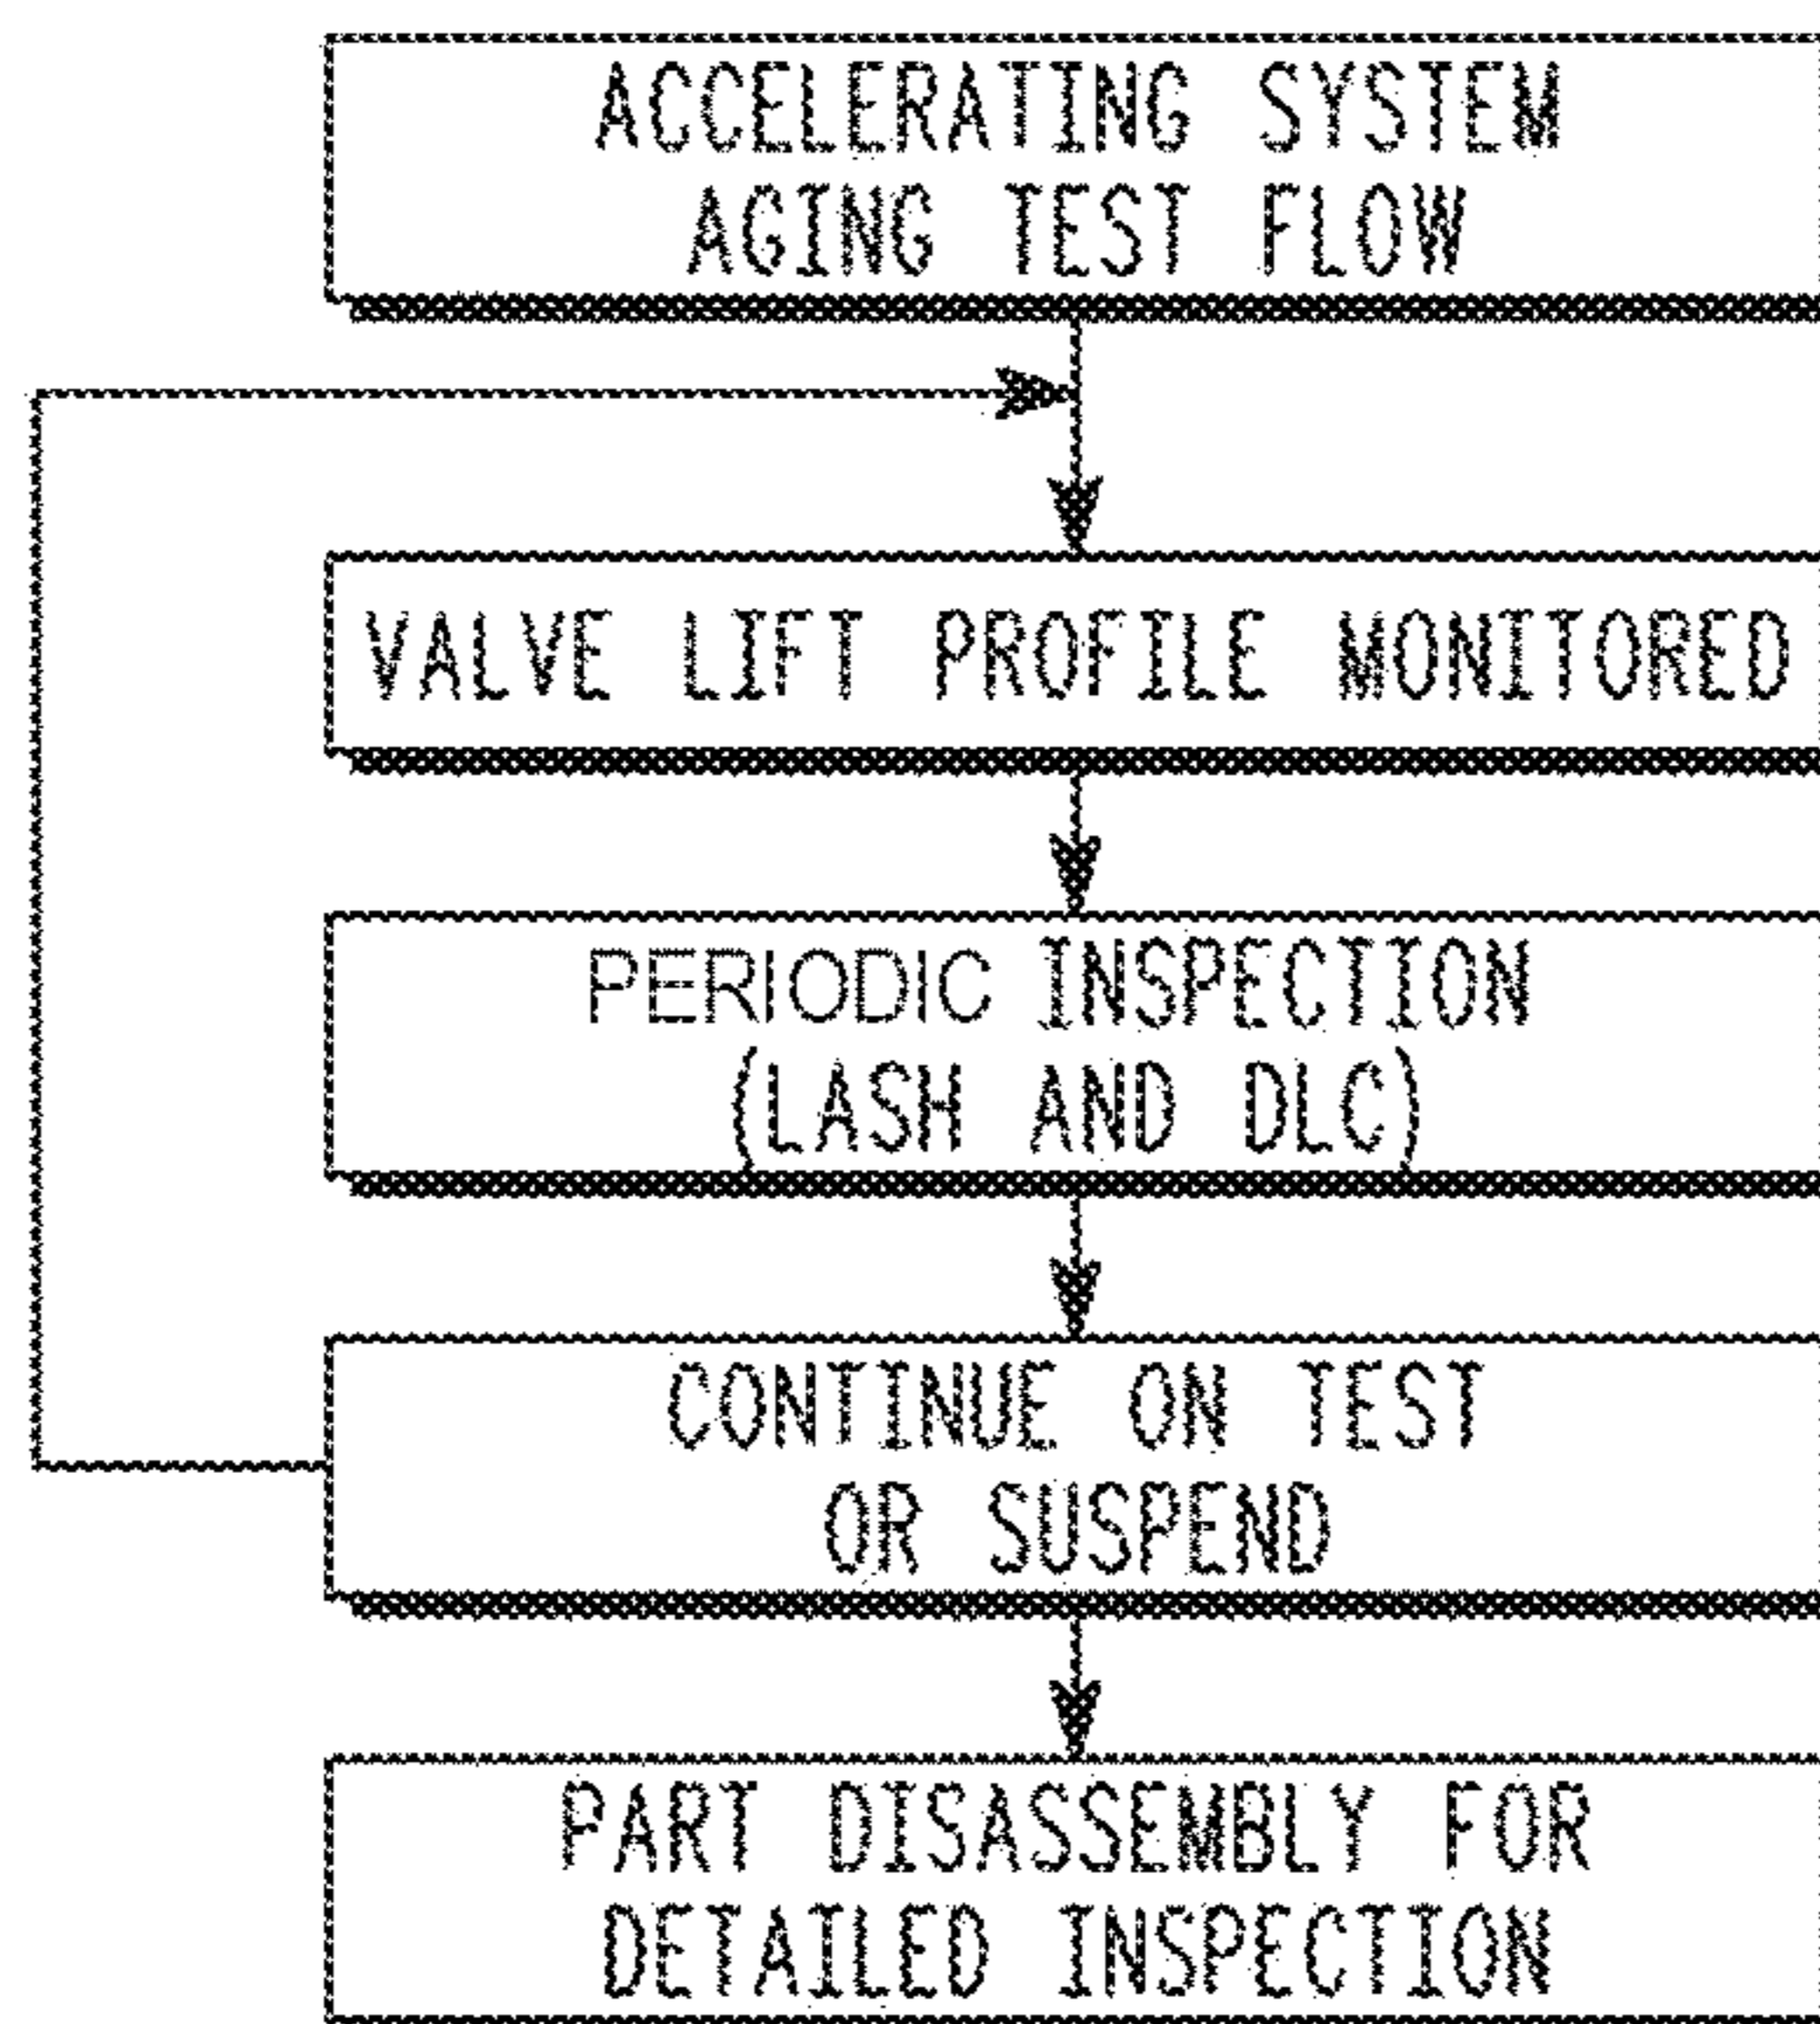 ACCELERATING SYSTEM
AGING TEST FLOW
VALVE LIFT PROFILE MONITORED
PERIODIC INSPECTION
(LASH AND DLC)
CONTINUE ON TEST
OR SUSPEND
PART DISASSEMBLY FOR
DETAILED INSPECTION